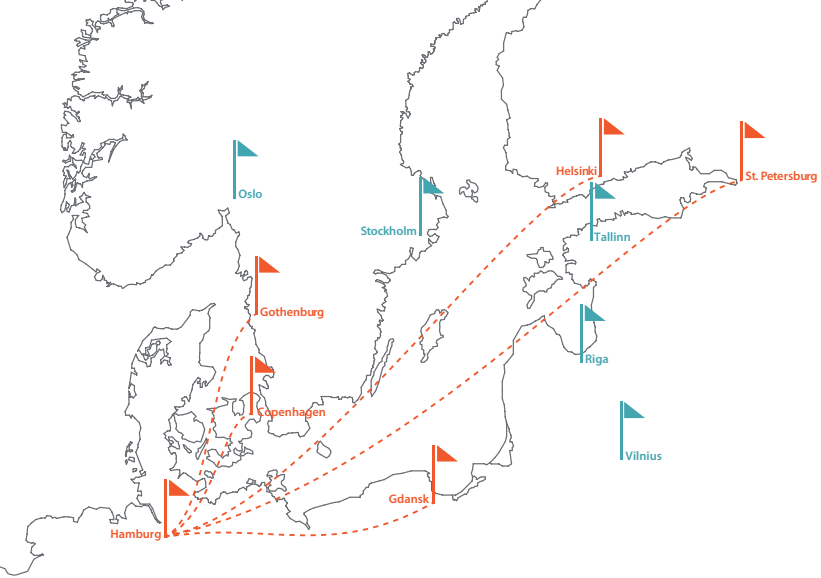 Helsinki
St. Petersburg
Oslo
Stockholm
Tallinn
Gothenburg
Riga
Copenhagen
Vilnius
Gdansk
Hamburg